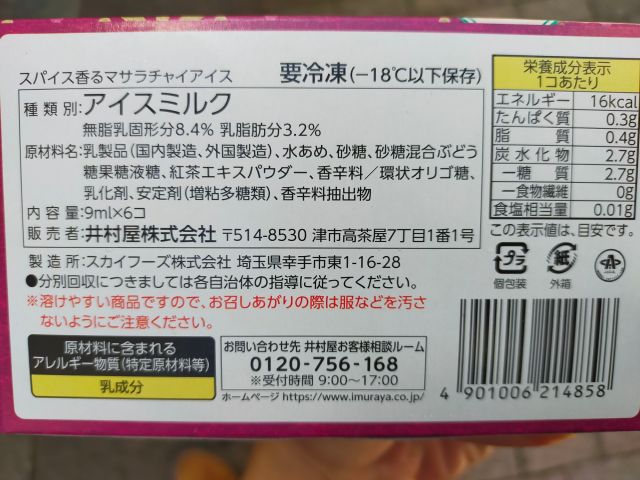 スパイス香るマサラチャイアイス 要冷凍(−18℃以下保存)
種類別:アイスミルク
無脂乳固形分8.4% 乳脂肪分3.2%
原材料名:乳製品(国内製造、外国製造)、水あめ、砂糖、砂糖混合ぶどう
糖果糖液糖、紅茶エキスパウダー、香辛料/環状オリゴ糖、
乳化剤、安定剤(増粘多糖類)、香辛料抽出物
内容量:9ml×6コ
販売者:井村屋株式会社 〒514-8530 津市高茶屋7丁目1番1号
製造所:スカイフーズ株式会社 埼玉県幸手市東1-16-28
●分別回収につきましては各自治体の指導に従ってください。
※溶けやすい商品ですので、お召しあがりの際は服などを汚さ
ないようにご注意ください。
原材料に含まれる
アレルギー物質(特定原材料等)
乳成分
お問い合わせ先 井村屋お客様相談ルーム
0120-756-168
※受付時間 9:00〜17:00
ホームページ https://www.imuraya.co.jp/
栄養成分表示
1コあたり
エネルギー 16kcal
たんぱく質 0.3g
脂質 0.4g
炭水化物 2.7g
−糖質 2.7g
−食物繊維 0g
食塩相当量 0.01g
この表示値は、目安です。
プラ
個包装
紙
外箱
4 901006 214858